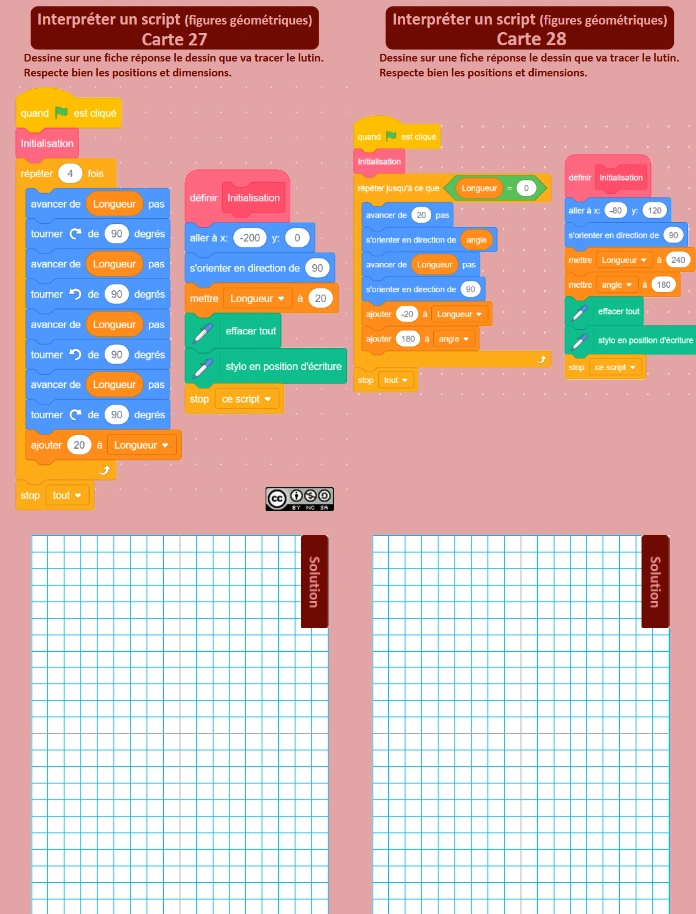 Interpréter un script (figures géométriques)
Carte 27
Dessine sur une fiche réponse le dessin que va tracer le lutin.
Respecte bien les positions et dimensions.
quand est cliqué
Initialisation
répéter 4 fois
avancer de Longueur pas
tourner de 90 degrés
avancer de Longueur pas
tourner de 90 degrés
avancer de Longueur pas
tourner de 90 degrés
avancer de Longueur pas
tourner de 90 degrés
ajouter 20 à Longueur
stop tout
définir Initialisation
aller à x: -200 y: 0
s'orienter en direction de 90
mettre Longueur à 20
effacer tout
stylo en position d'écriture
stop ce script
cc
BY NC SA
Solution
Interpréter un script (figures géométriques)
Carte 28
Dessine sur une fiche réponse le dessin que va tracer le lutin.
Respecte bien les positions et dimensions.
quand est cliqué
Initialisation
répéter jusqu'à ce que Longueur = 0
avancer de 20 pas
s'orienter en direction de angle
avancer de Longueur pas
s'orienter en direction de 90
ajouter -20 à Longueur
ajouter 180 à angle
stop tout
définir Initialisation
aller à x: -80 y: 120
s'orienter en direction de 90
mettre Longueur à 240
mettre angle à 180
effacer tout
stylo en position d'écriture
stop ce script
Solution